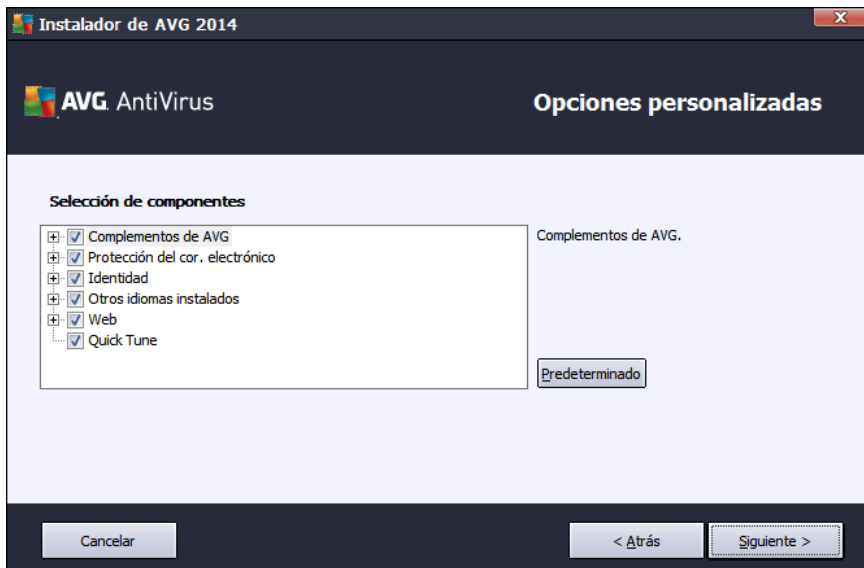 Instalador de AVG 2014
AVG AntiVirus
Opciones personalizadas
Selección de componentes
Complementos de AVG
Protección del cor. electrónico
Identidad
Otros idiomas instalados
Web
Quick Tune
Complementos de AVG.
Predeterminado
Cancelar
< Atrás
Siguiente >